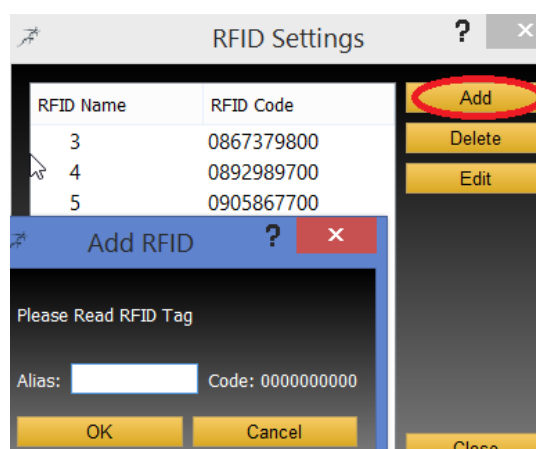 RFID Settings ?
RFID Name RFID Code Add
3 0867379800 Delete
4 0892989700 Edit
5 0905867700
Add RFID ?
Please Read RFID Tag
Alias: Code: 0000000000
OK Cancel
Close